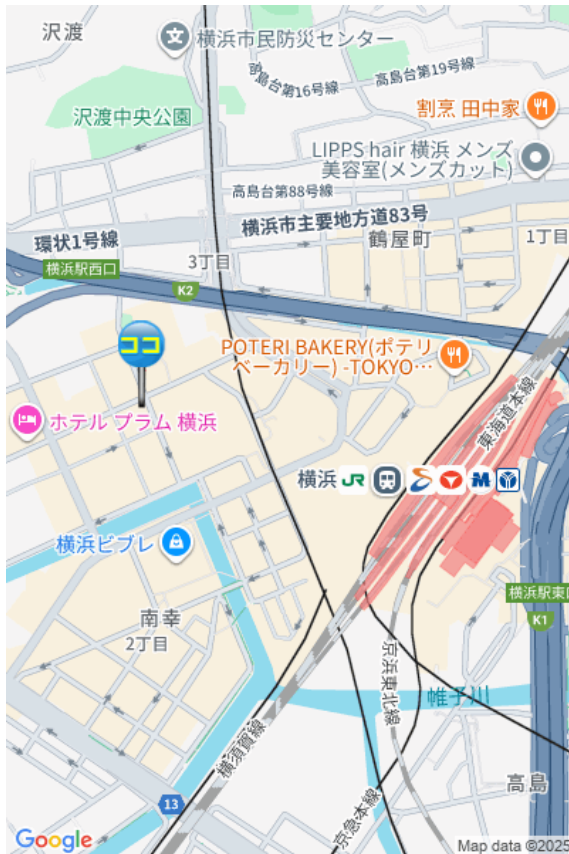 沢渡
横浜市民防災センター
高島台第16号線
高島台第19号線
沢渡中央公園
割烹 田中家
LIPPS hair 横浜 メンズ
美容室(メンズカット)
高島台第88号線
横浜市主要地方道83号
環状1号線
鶴屋町
1丁目
3丁目
横浜駅西口
K2
ココ
POTERI BAKERY(ポテリ
ベーカリー) -TOKYO…
東海道本線
ホテル プラム 横浜
横浜
JR
横浜ビブレ
横浜駅東口
K1
南幸
2丁目
京浜東北線
帷子川
横須賀線
高島
13
京急本線
Google
Map data ©2025